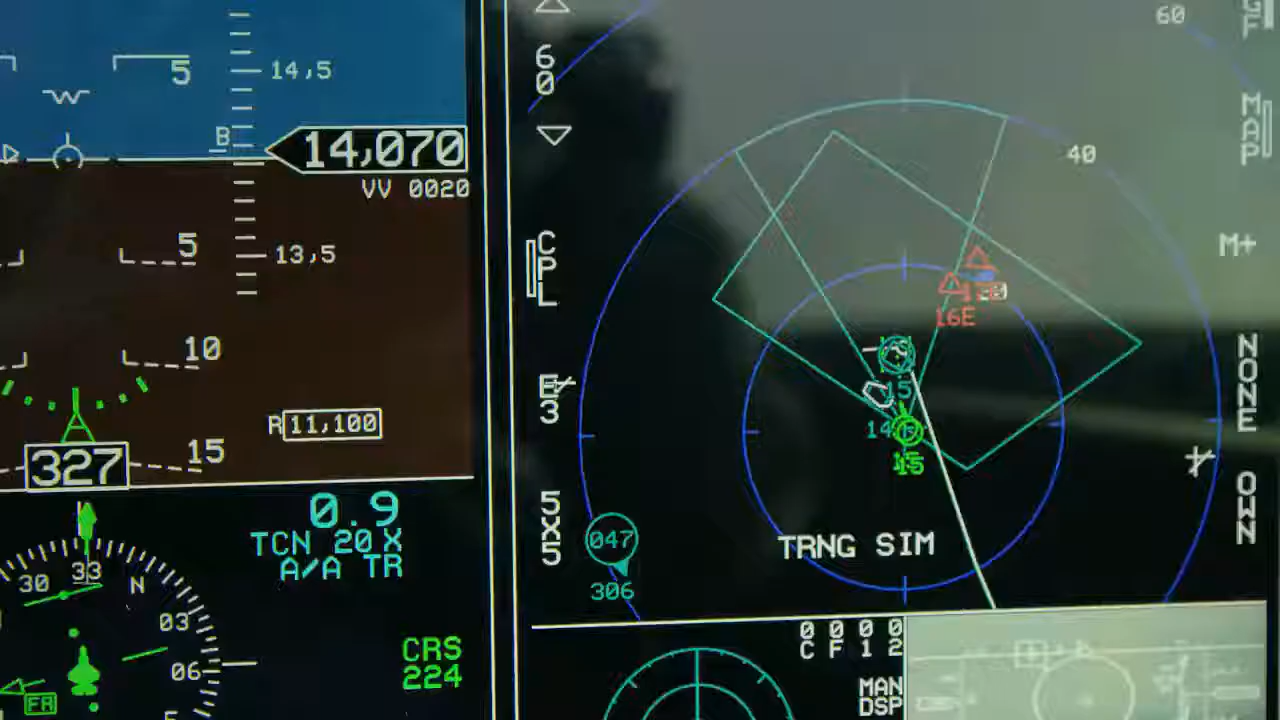 5
14,5
B
14,070
VV 0020
5
13,5
10
R 11,100
15
327
0.9
TCN 20 X
A/A TR
30
33
N
03
06
CRS
224
FR
60
60
MAP
40
M+
CPL
16E
E3
15
14
15
NONE
OWN
5X5
047
306
TRNG SIM
0 0 0 0
C F 1 2
MAN
DSP